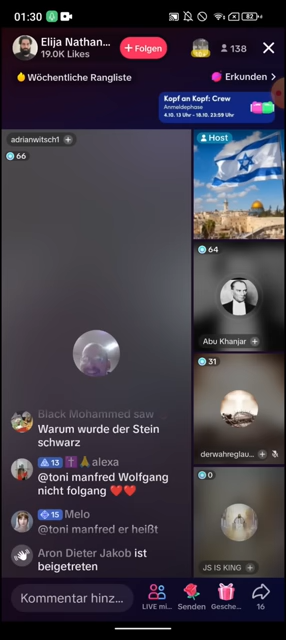 01:30
82
Elija Nathan...
19.0K Likes
+ Folgen
138
Wöchentliche Rangliste
Erkunden
Kopf an Kopf: Crew
Anmeldephase
4.10. 13 Uhr - 18.10. 23:59 Uhr
adrianwitsch1
66
Host
64
Abu Khanjar
31
derwahreglau...
0
JS IS KING
Black Mohammed saw
Warum wurde der Stein
schwarz
13 alexa
@toni manfred Wolfgang
nicht folgang
15 Melo
@toni manfred er heißt
Aron Dieter Jakob ist
beigetreten
Kommentar hinz...
LIVE mi...
Senden
Gesche...
16